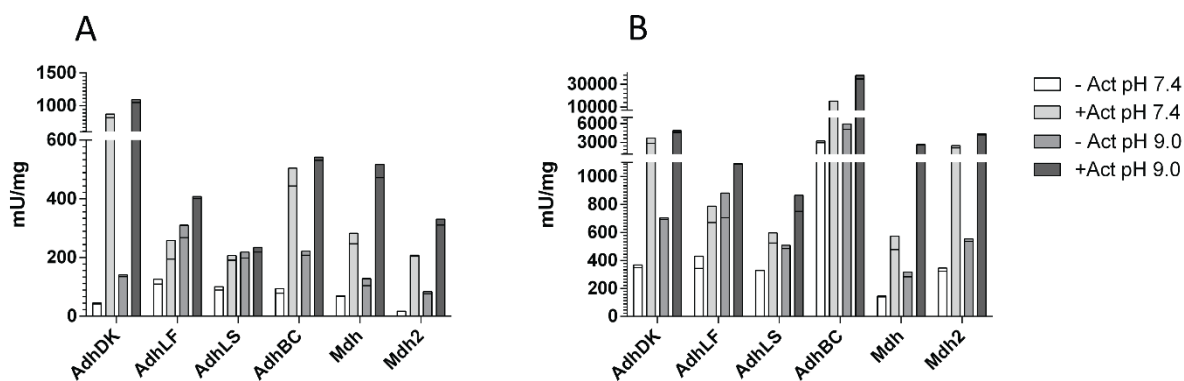 A
mU/mg
1500
1000
600
400
200
0
AdhDK
AdhLF
AdhLS
AdhBC
Mdh
Mdh2
B
mU/mg
30000
10000
6000
3000
1000
800
600
400
200
0
AdhDK
AdhLF
AdhLS
AdhBC
Mdh
Mdh2
- Act pH 7.4
+Act pH 7.4
- Act pH 9.0
+Act pH 9.0